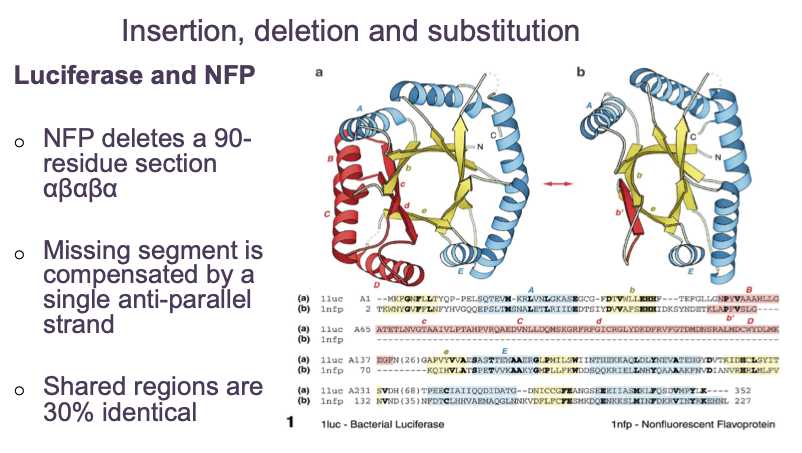 Insertion, deletion and substitution
Luciferase and NFP
NFP deletes a 90-
residue section
αβαβα
Missing segment is
compensated by a
single anti-parallel
strand
Shared regions are
30% identical
a
b
A
B
C
D
E
N
C
b
c
d
e
A
E
N
C
b
b'
e
A b B
(a) 1luc A1 --MKFGNFLLTYQP-PELSQTEVM-KRLVNLGKASEGCG-FDTVWLLEHHF--TEFGLLGNPYVAAAHLLG
(b) 1nfp 2 TKWNYGVFFLNFYHVGQQEPSLTMSNALETLRIIDEDTSIYDVVAFSEHHIDKSYNDETKLAPFVSLG---
b'
c C d D
(a) 1luc A65 ATETLNVGTAAIVLPTAHPVRQAEDVNLLDQMSKGRFRFGICRGLYDKDFRVFGTDMDNSRALMDCWYDLMK
(b) 1nfp
e E
(a) 1luc A137 EGFN(26)GAPVYVVAESASTTEWAAERGLPMILSWIINTHEKKAQLDLYNEVATEHGYDVTKIDHCLSYIT
(b) 1nfp 70
(a) 1luc A231 SVDH(68)TPEECIAIIQQDIDATG--DNICCGFEANGSEEEIIASMKLFQSDVMPYLK---- 352
(b) 1nfp 132 NVND(35)NFDTCLHHVAEMAQGLNNKVDFLFCFESMKDQENKKSLMINFDKRVINYRKEHNL 227
1
1luc - Bacterial Luciferase
1nfp - Nonfluorescent Flavoprotein